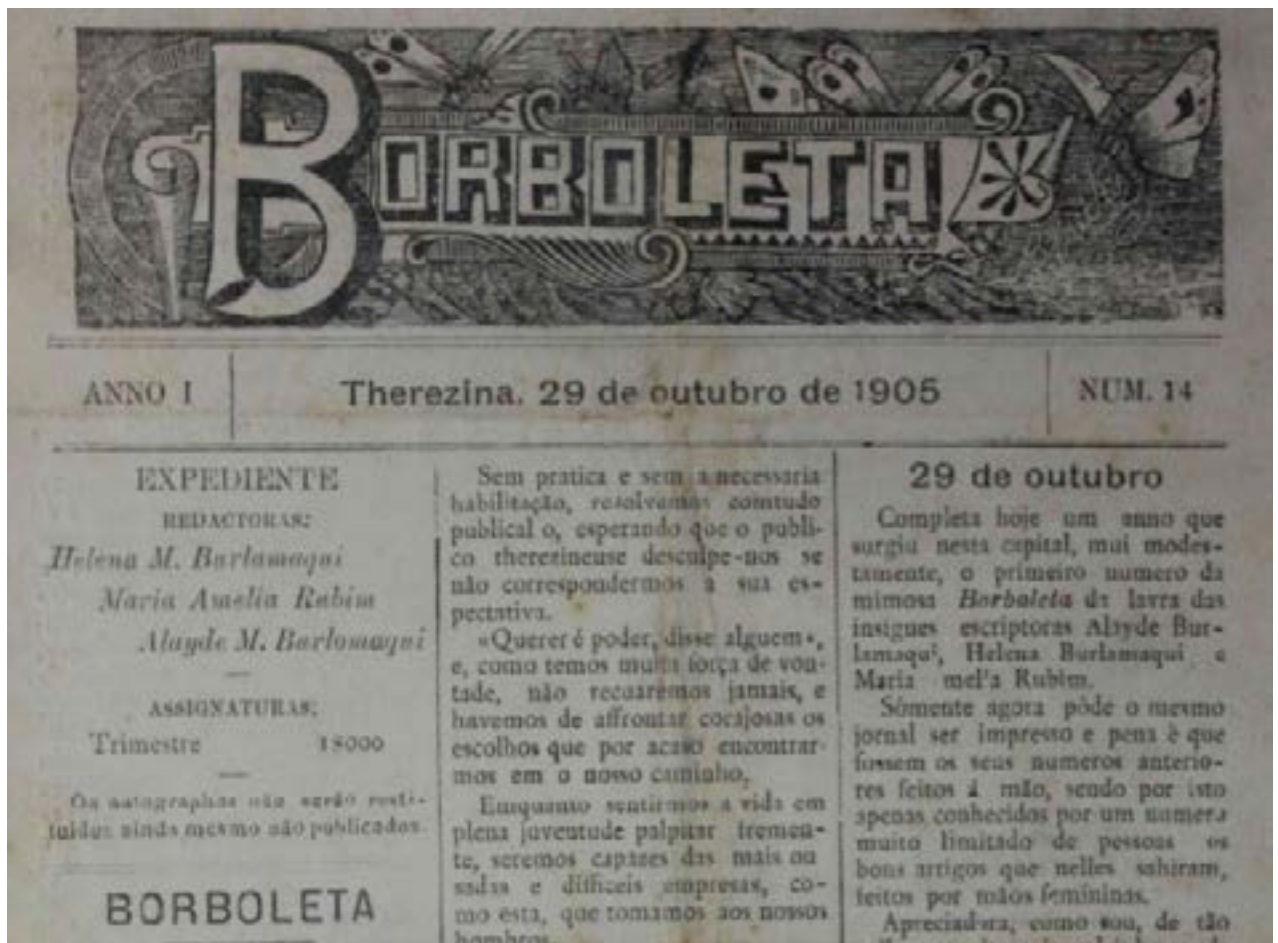 BORBOLETA
ANNO I
Therezina. 29 de outubro de 1905
NUM. 14
EXPEDIENTE
REDACTORAS:
Helena M. Burlamaqui
Maria Amelia Rubim
Alayde M. Burlomaqui
ASSIGNATURAS:
Trimestre 1$000
Os autographos não serão resti-
tuidos ainda mesmo não publicados.
BORBOLETA
Sem pratica e sem a necessaria
habilitação, resolvemos comtudo
publical o, esperando que o publi-
co therezinense desculpe-nos se
não correspondermos a sua es-
pectativa.
«Querer é poder, disse alguem»,
e, como temos muita força de von-
tade, não recuaremos jamais, e
havemos de affrontar corajosas os
escolhos que por acaso encontrar-
mos em o nosso caminho,
Emquanto sentirmos a vida em
plena juventude palpitar fremen-
te, seremos capazes das mais ou
sadas e difficeis empresas, co-
mo esta, que tomamos aos nossos
hombros
29 de outubro
Completa hoje um anno que
surgiu nesta capital, mui modes-
tamente, o primeiro numero da
mimosa Borboleta da lavra das
insignes escriptoras Alayde Bur-
lamaqui, Helena Burlamaqui e
Maria mel'a Rubim.
Sómente agora póde o mesmo
jornal ser impresso e pena é que
fossem os seus numeros anterio-
res feitos á mão, sendo por isto
apenas conhecidos por um numero
muito limitado de pessoas os
bons artigos que nelles sahiram,
feitos por mãos femininas.
Apreciadora, como sou, de tão